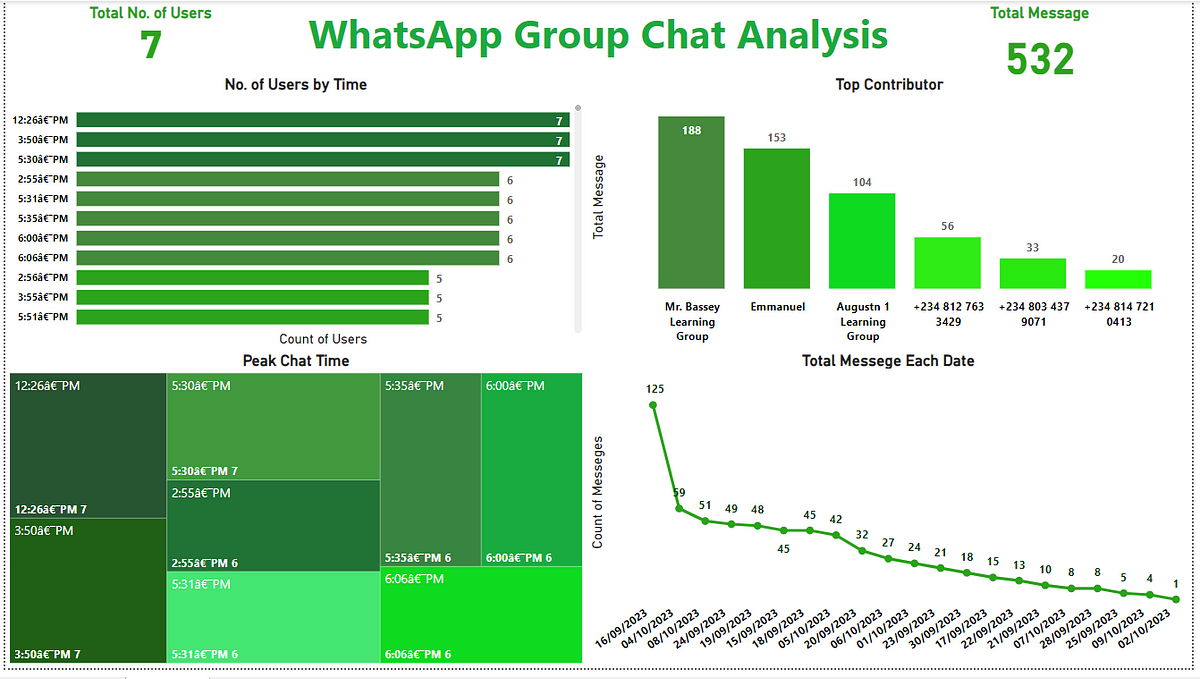 Total No. of Users
7
WhatsApp Group Chat Analysis
Total Message
532
No. of Users by Time
12:26â€¯PM
7
3:50â€¯PM
7
5:30â€¯PM
7
2:55â€¯PM
6
5:31â€¯PM
6
5:35â€¯PM
6
6:00â€¯PM
6
6:06â€¯PM
6
2:56â€¯PM
5
3:55â€¯PM
5
5:51â€¯PM
5
Count of Users
Top Contributor
Total Message
188
153
104
56
33
20
Mr. Bassey
Learning
Group
Emmanuel
Augustn 1
Learning
Group
+234 812 763
3429
+234 803 437
9071
+234 814 721
0413
Peak Chat Time
12:26â€¯PM
12:26â€¯PM 7
3:50â€¯PM
3:50â€¯PM 7
5:30â€¯PM
5:30â€¯PM 7
2:55â€¯PM
2:55â€¯PM 6
5:31â€¯PM
5:31â€¯PM 6
5:35â€¯PM
5:35â€¯PM 6
6:00â€¯PM
6:00â€¯PM 6
6:06â€¯PM
6:06â€¯PM 6
Total Messege Each Date
Count of Messeges
125
59
51
49
48
45
45
42
32
27
24
21
18
15
13
10
8
8
5
4
1
16/09/2023
04/10/2023
08/10/2023
24/09/2023
19/09/2023
15/09/2023
18/09/2023
05/10/2023
20/09/2023
06/10/2023
01/10/2023
23/09/2023
30/09/2023
17/09/2023
22/09/2023
21/09/2023
07/10/2023
28/09/2023
25/09/2023
09/10/2023
02/10/2023